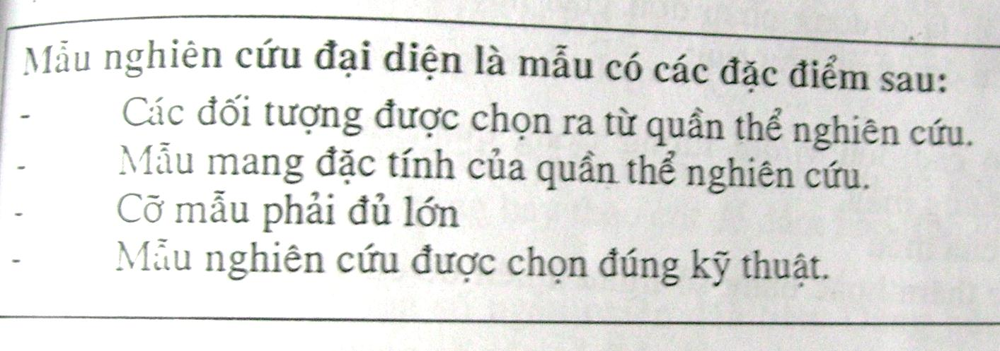 Mẫu nghiên cứu đại diện là mẫu có các đặc điểm sau:
- Các đối tượng được chọn ra từ quần thể nghiên cứu.
- Mẫu mang đặc tính của quần thể nghiên cứu.
- Cỡ mẫu phải đủ lớn
- Mẫu nghiên cứu được chọn đúng kỹ thuật.